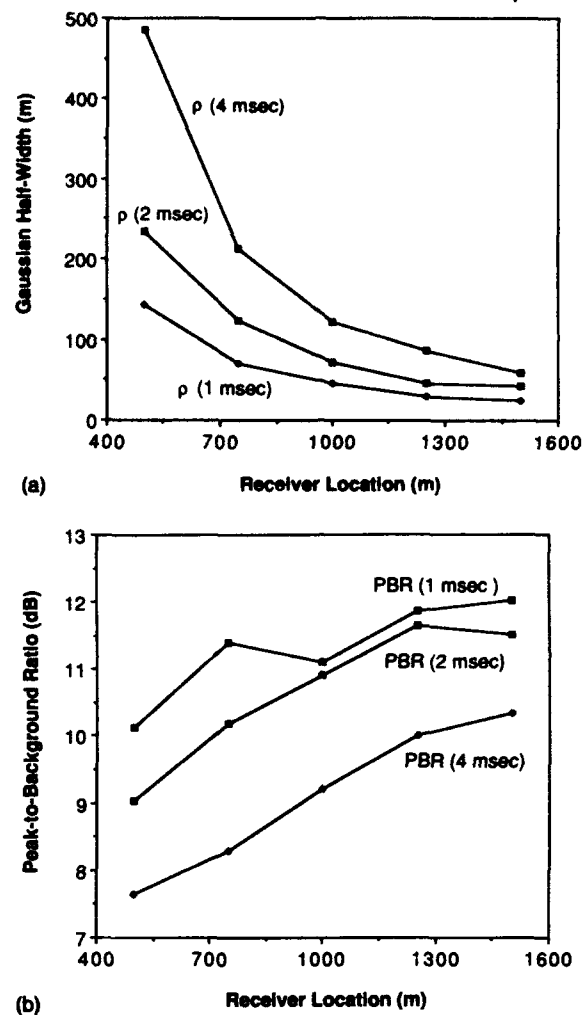 500
400
300
200
100
0
Gaussian Half-Width (m)
ρ (4 msec)
ρ (2 msec)
ρ (1 msec)
400 700 1000 1300 1600
(a)
Receiver Location (m)
13
12
11
10
9
8
7
Peak-to-Background Ratio (dB)
PBR (1 msec )
PBR (2 msec)
PBR (4 msec)
400 700 1000 1300 1600
(b)
Receiver Location (m)